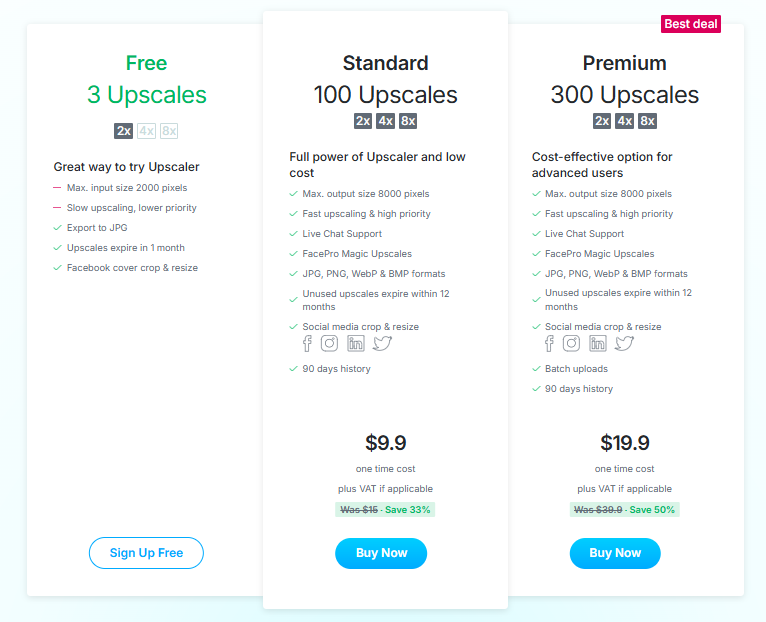 Best deal
Free
3 Upscales
2x 4x 8x
Great way to try Upscaler
Max. input size 2000 pixels
Slow upscaling, lower priority
Export to JPG
Upscales expire in 1 month
Facebook cover crop & resize
Sign Up Free
Standard
100 Upscales
2x 4x 8x
Full power of Upscaler and low
cost
Max. output size 8000 pixels
Fast upscaling & high priority
Live Chat Support
FacePro Magic Upscales
JPG, PNG, WebP & BMP formats
Unused upscales expire within 12
months
Social media crop & resize
90 days history
$9.9
one time cost
plus VAT if applicable
Was $15 · Save 33%
Buy Now
Premium
300 Upscales
2x 4x 8x
Cost-effective option for
advanced users
Max. output size 8000 pixels
Fast upscaling & high priority
Live Chat Support
FacePro Magic Upscales
JPG, PNG, WebP & BMP formats
Unused upscales expire within 12
months
Social media crop & resize
Batch uploads
90 days history
$19.9
one time cost
plus VAT if applicable
Was $39.9 · Save 50%
Buy Now